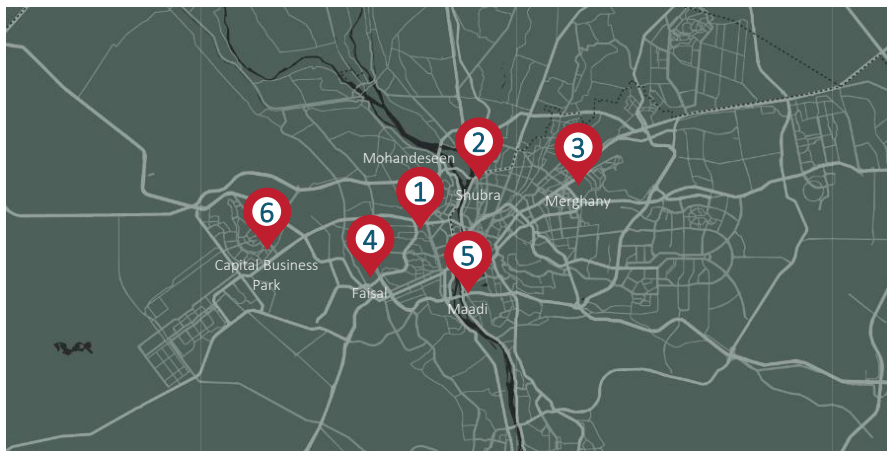 2
3
Mohandeseen
1
Shubra
Merghany
6
4
5
Capital Business
Park
Faisal
Maadi